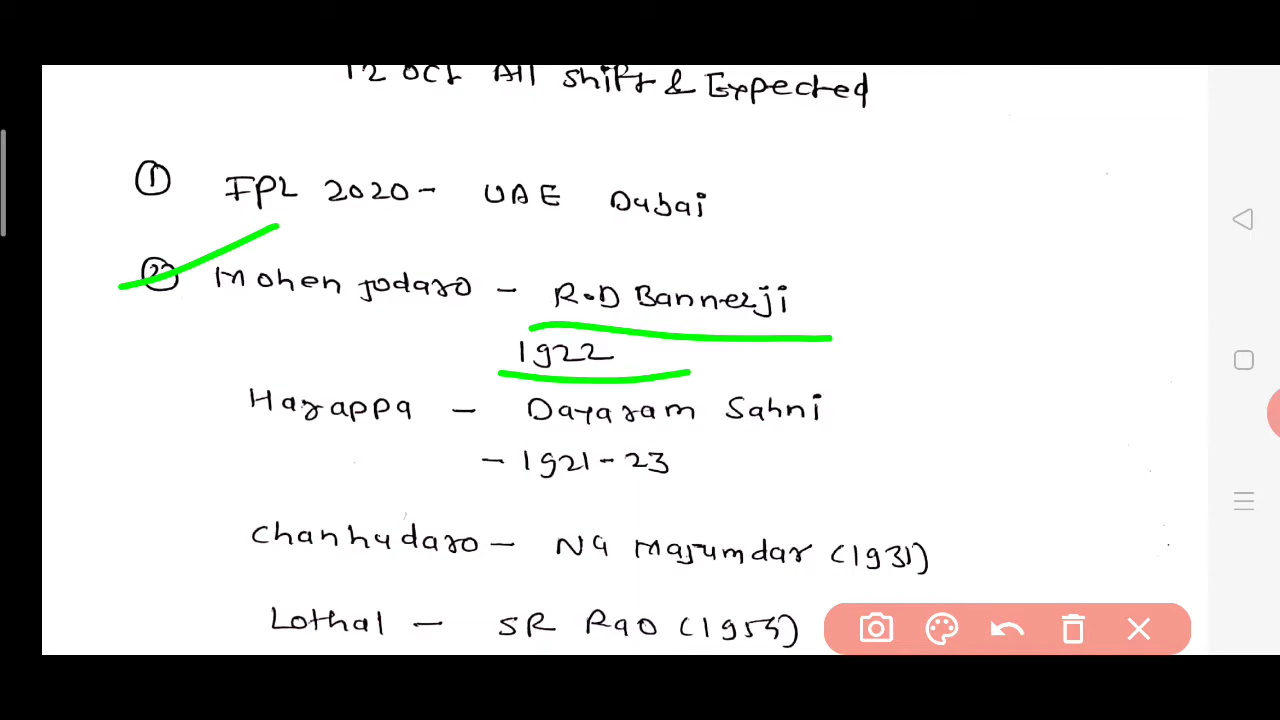 12 Oct All Shift & Expected
① IPL 2020 - UAE Dubai
② Mohenjodaro - R.D Bannerji
1922
Harappa - Dayaram Sahni
- 1921-23
Chanhudaro - NG Majumdar (1931)
Lothal - SR Rao (1954)